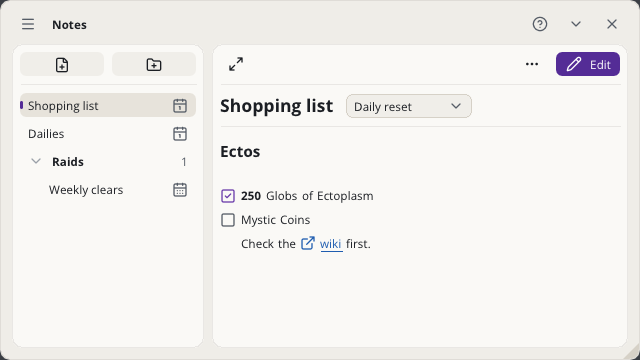 Notes
Edit
Shopping list
Dailies
Raids 1
Weekly clears
Shopping list Daily reset
Ectos
250 Globs of Ectoplasm
Mystic Coins
Check the wiki first.